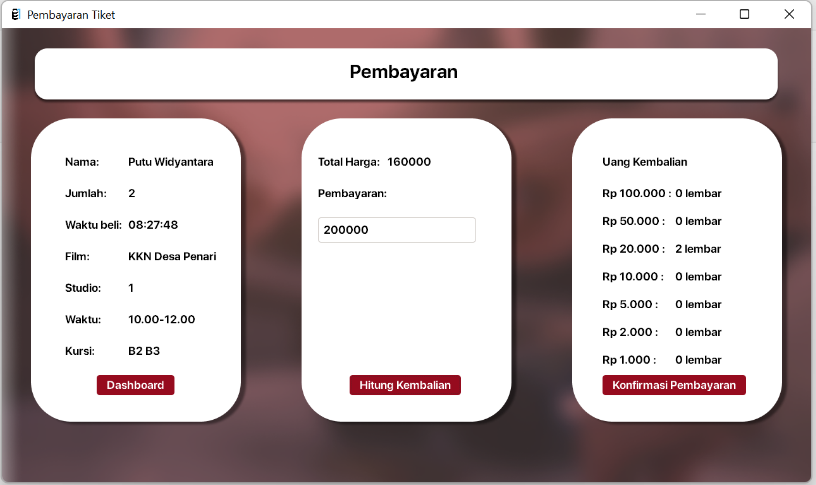 Pembayaran Tiket
Pembayaran
Nama: Putu Widyantara
Jumlah: 2
Waktu beli: 08:27:48
Film: KKN Desa Penari
Studio: 1
Waktu: 10.00-12.00
Kursi: B2 B3
Dashboard
Total Harga: 160000
Pembayaran:
200000
Hitung Kembalian
Uang Kembalian
Rp 100.000 : 0 lembar
Rp 50.000 : 0 lembar
Rp 20.000 : 2 lembar
Rp 10.000 : 0 lembar
Rp 5.000 : 0 lembar
Rp 2.000 : 0 lembar
Rp 1.000 : 0 lembar
Konfirmasi Pembayaran